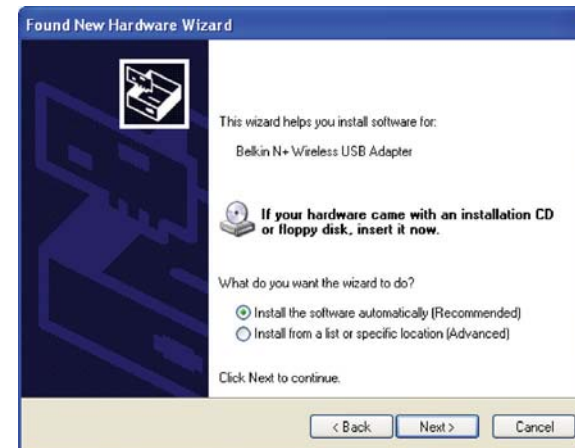 Found New Hardware Wizard
This wizard helps you install software for:
Belkin N+ Wireless USB Adapter
If your hardware came with an installation CD
or floppy disk, insert it now.
What do you want the wizard to do?
Install the software automatically (Recommended)
Install from a list or specific location (Advanced)
Click Next to continue.
< Back Next > Cancel